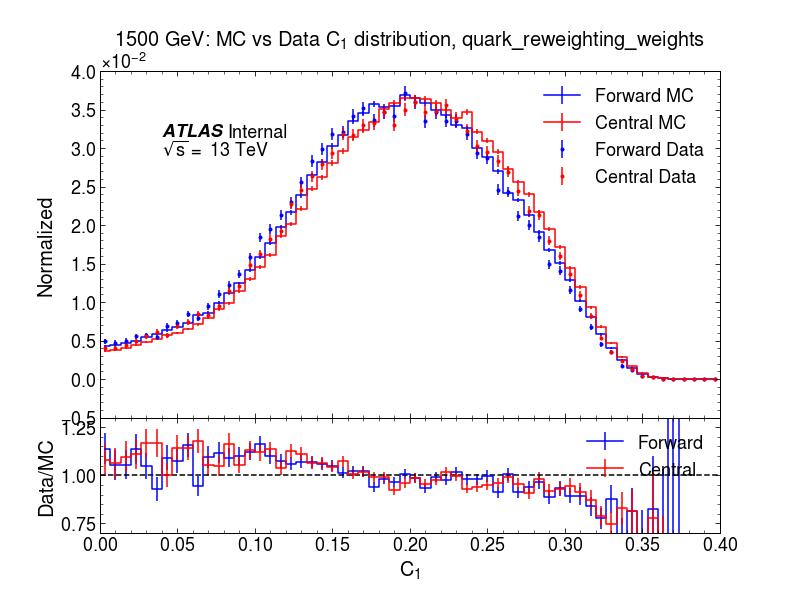 1500 GeV: MC vs Data C₁ distribution, quark_reweighting_weights
×10⁻²
4.0
3.5
3.0
2.5
2.0
1.5
1.0
0.5
0.0
0.5
Normalized
ATLAS Internal
√s = 13 TeV
Forward MC
Central MC
Forward Data
Central Data
1.25
1.00
0.75
Data/MC
Forward
Central
0.00 0.05 0.10 0.15 0.20 0.25 0.30 0.35 0.40
C₁